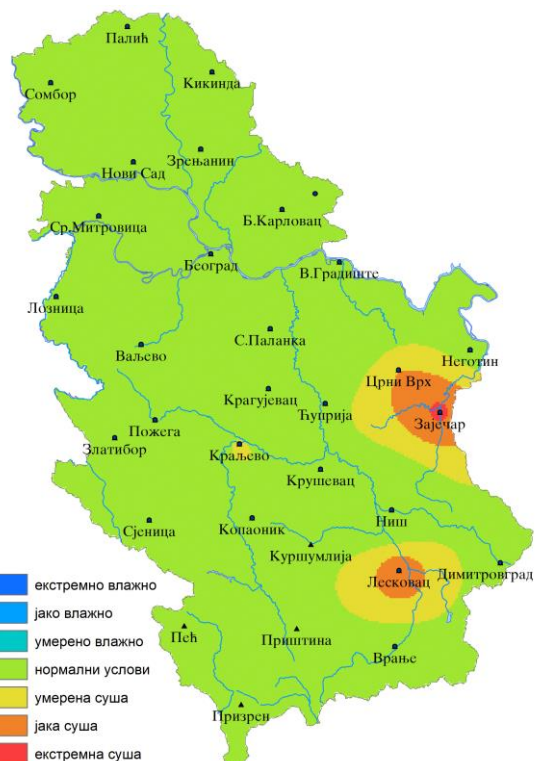 Палић
Кикинда
Сомбор
Зрењанин
Нови Сад
Б.Карловац
Ср.Митровица
Београд
В.Градиште
Лозница
С.Паланка
Ваљево
Неготин
Црни Врх
Крагујевац
Ћуприја
Зајечар
Пожега
Златибор
Краљево
Крушевац
Ниш
Сјеница
Копаоник
Куршумлија
Димитровград
Лесковац
Пећ
Приштина
Врање
Призрен
екстремно влажно
јако влажно
умерено влажно
нормални услови
умерена суша
јака суша
екстремна суша